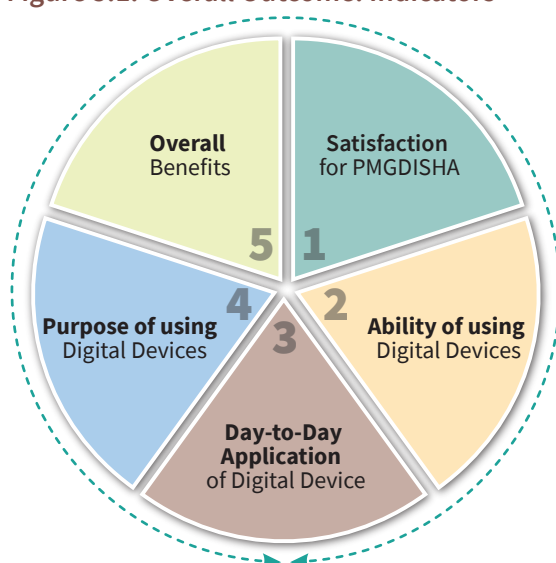 Overall
Benefits
5
Satisfaction
for PMGDISHA
1
Ability of using
Digital Devices
2
Day-to-Day
Application
of Digital Device
3
Purpose of using
Digital Devices
4